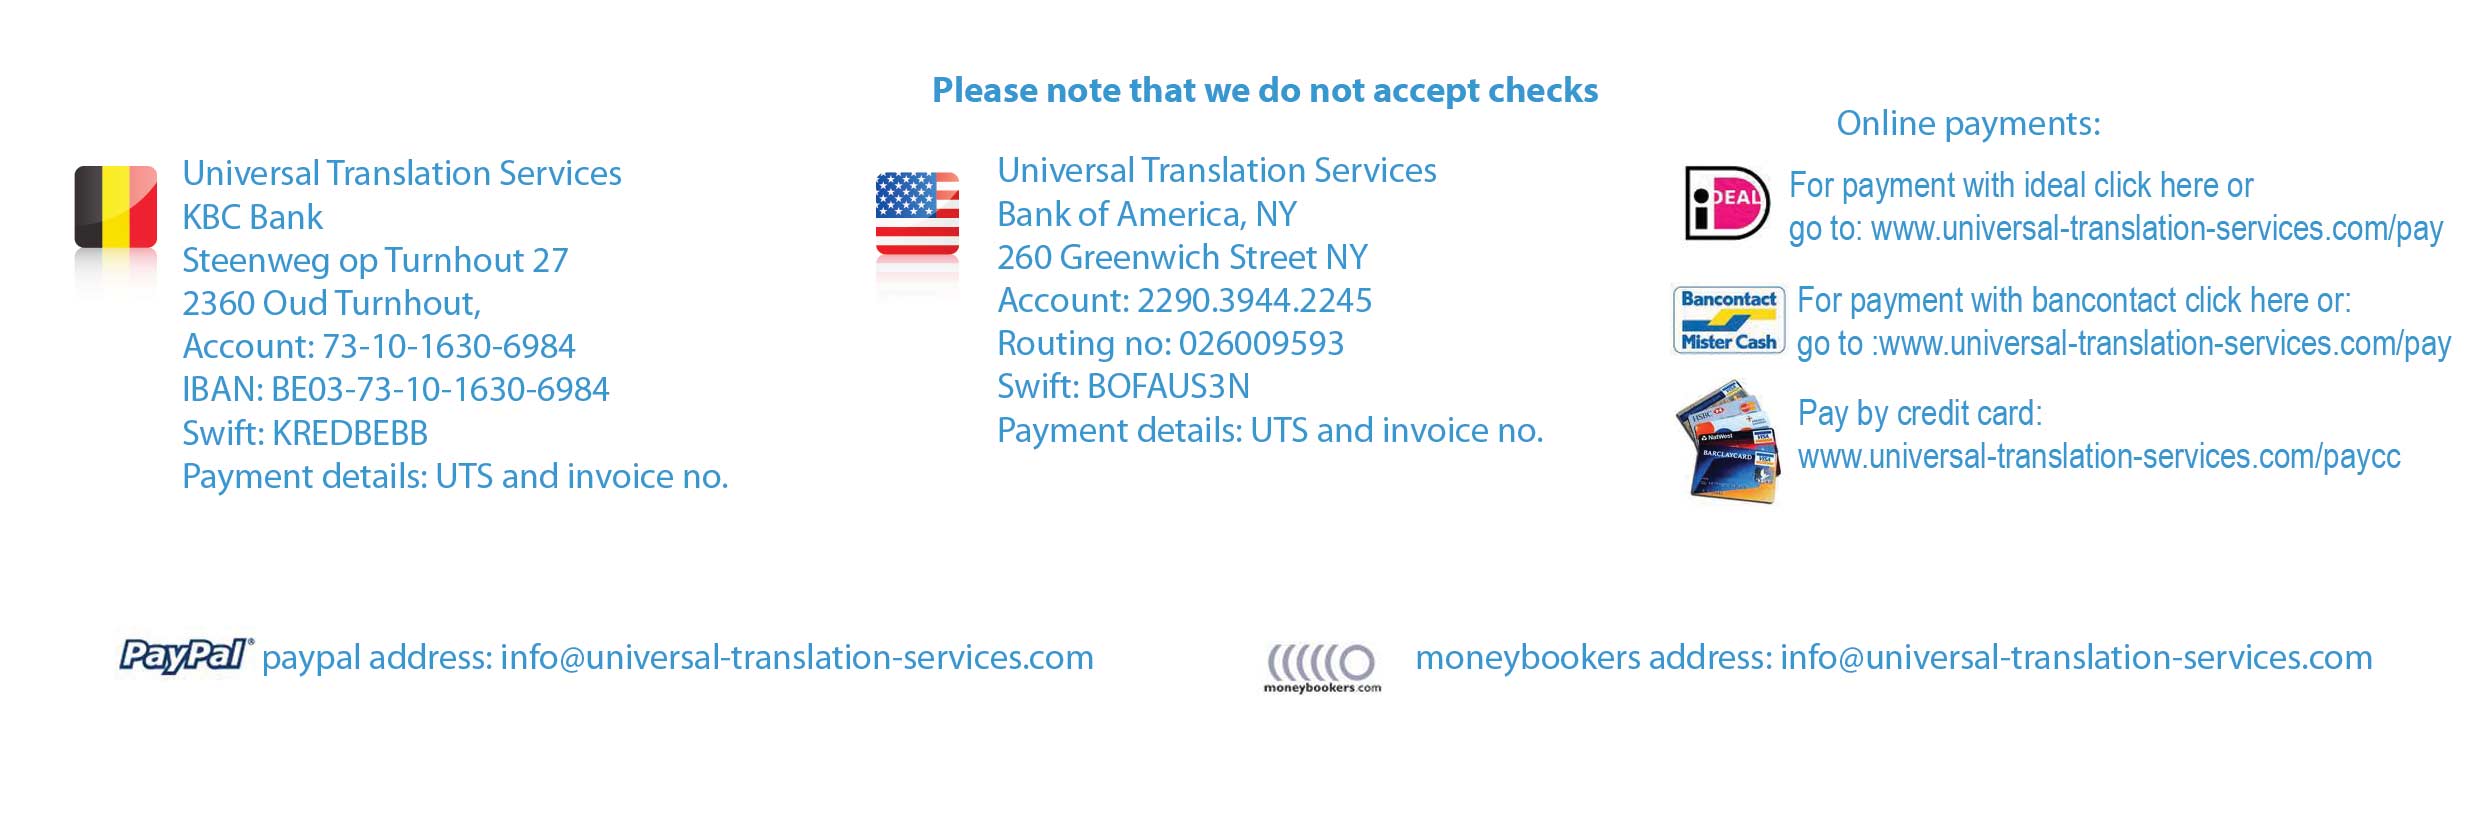 Please note that we do not accept checks
Universal Translation Services
KBC Bank
Steenweg op Turnhout 27
2360 Oud Turnhout,
Account: 73-10-1630-6984
IBAN: BE03-73-10-1630-6984
Swift: KREDBEBB
Payment details: UTS and invoice no.
Universal Translation Services
Bank of America, NY
260 Greenwich Street NY
Account: 2290.3944.2245
Routing no: 026009593
Swift: BOFAUS3N
Payment details: UTS and invoice no.
Online payments:
iDEAL
For payment with ideal click here or
go to: www.universal-translation-services.com/pay
Bancontact
Mister Cash
For payment with bancontact click here or:
go to :www.universal-translation-services.com/pay
HSBC
NatWest
VISA
BARCLAYCARD
VISA
Pay by credit card:
www.universal-translation-services.com/paycc
PayPal®
paypal address: info@universal-translation-services.com
moneybookers.com
moneybookers address: info@universal-translation-services.com